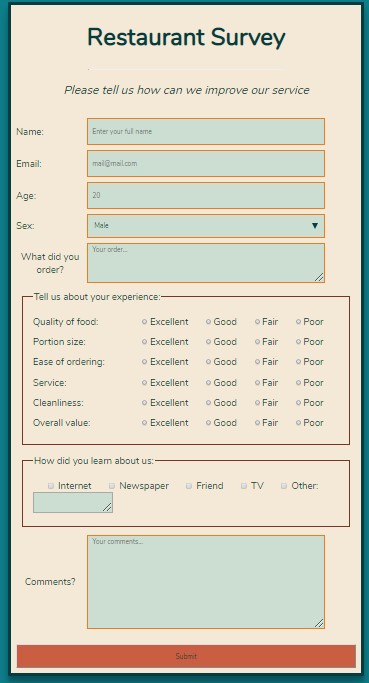 Restaurant Survey
Please tell us how can we improve our service
Name: Enter your full name
Email: mail@mail.com
Age: 20
Sex: Male
What did you order? Your order...
Tell us about your experience:
Quality of food: Excellent Good Fair Poor
Portion size: Excellent Good Fair Poor
Ease of ordering: Excellent Good Fair Poor
Service: Excellent Good Fair Poor
Cleanliness: Excellent Good Fair Poor
Overall value: Excellent Good Fair Poor
How did you learn about us:
Internet Newspaper Friend TV Other:
Your comments...
Comments?
Submit